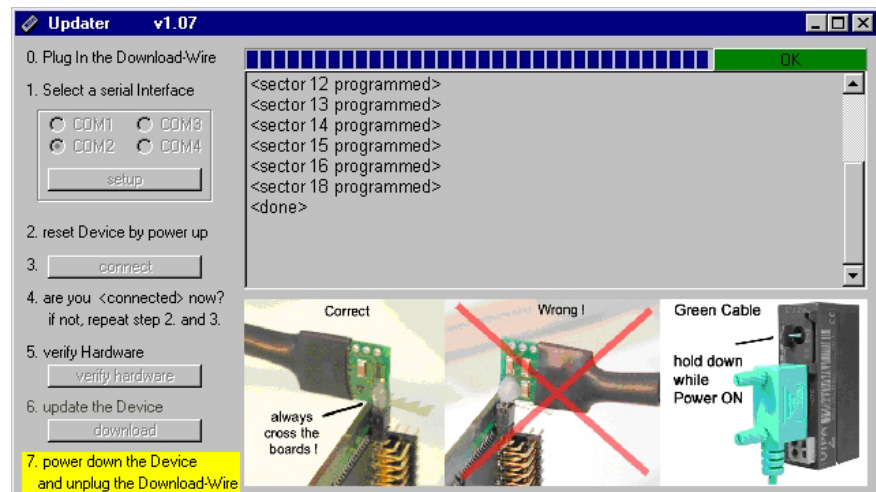 Updater v1.07
0. Plug In the Download-Wire
1. Select a serial Interface
COM1 COM3
COM2 COM4
setup
2. reset Device by power up
3. connect
4. are you <connected> now?
if not, repeat step 2. and 3.
5. verify Hardware
verify hardware
6. update the Device
download
7. power down the Device
and unplug the Download-Wire
OK
<sector 12 programmed>
<sector 13 programmed>
<sector 14 programmed>
<sector 15 programmed>
<sector 16 programmed>
<sector 18 programmed>
<done>
Correct
always
cross the
boards !
Wrong !
Green Cable
hold down
while
Power ON